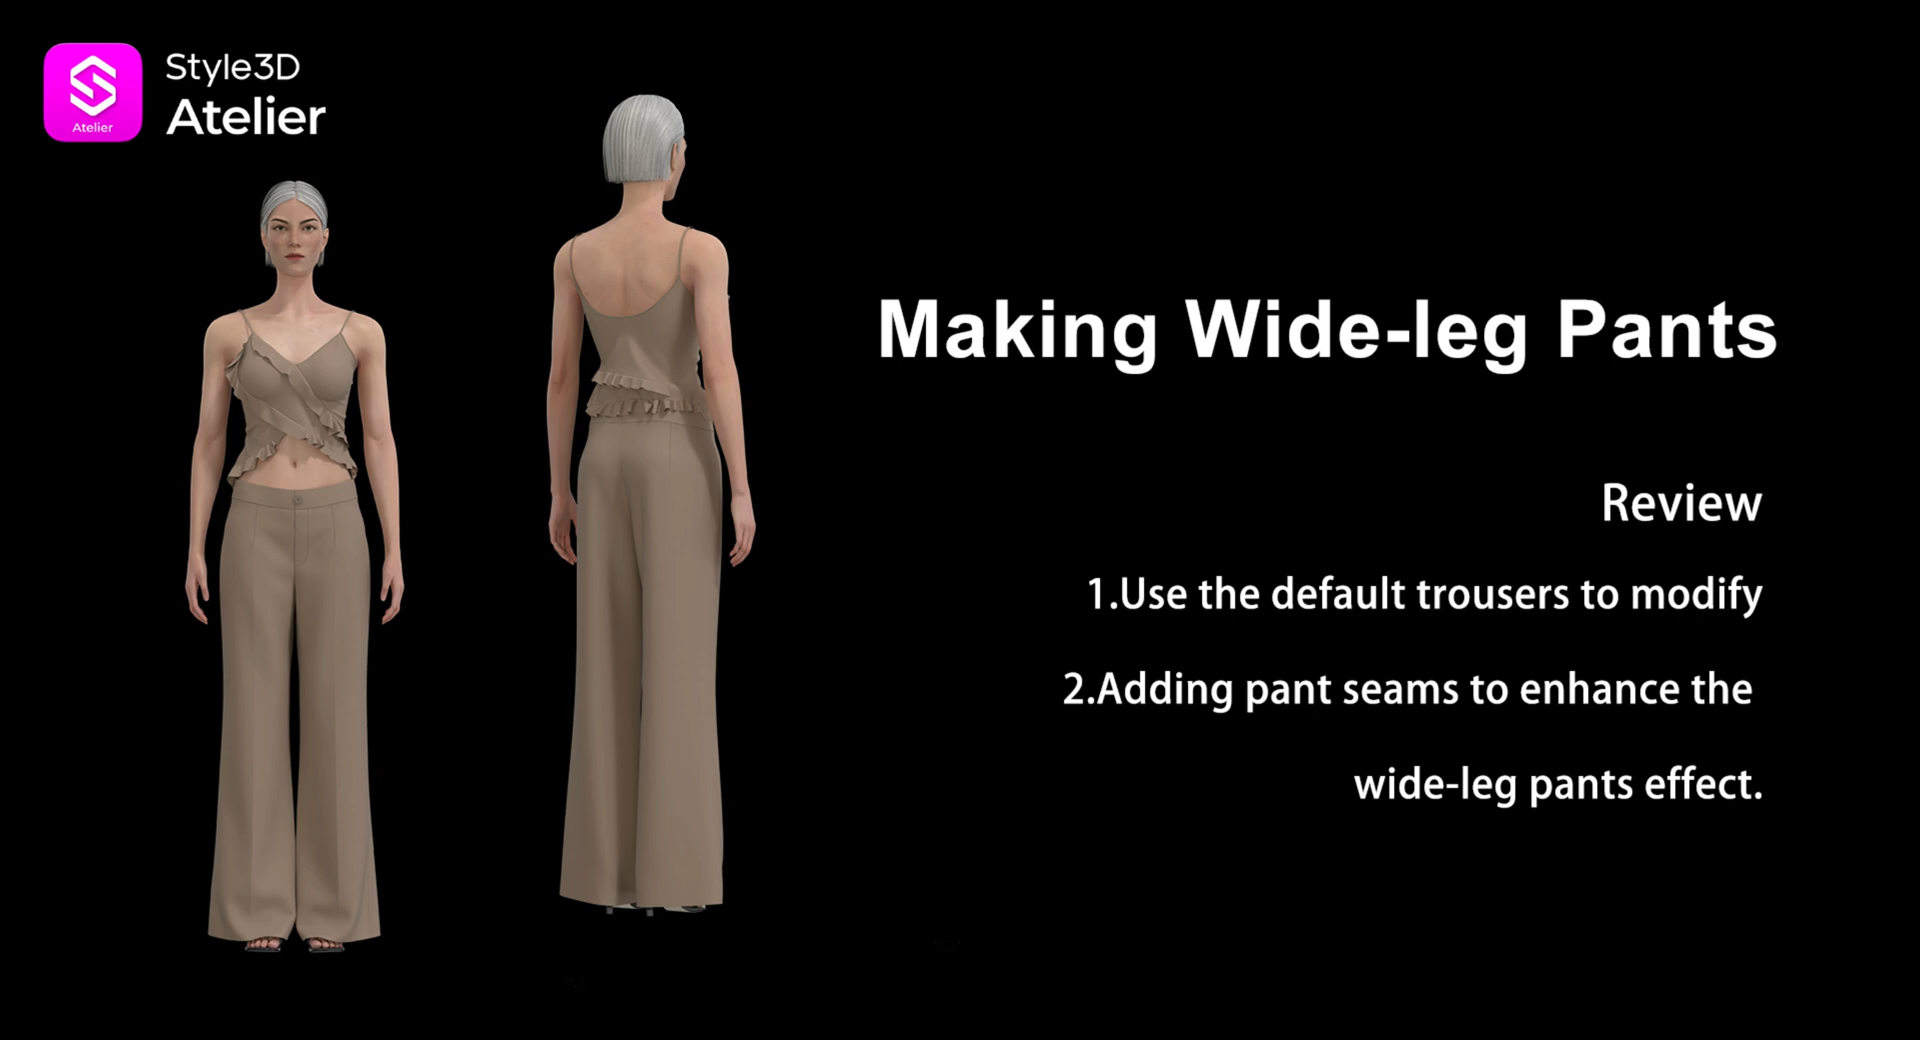 Atelier
Style3D
Atelier
Making Wide-leg Pants
Review
1.Use the default trousers to modify
2.Adding pant seams to enhance the
wide-leg pants effect.